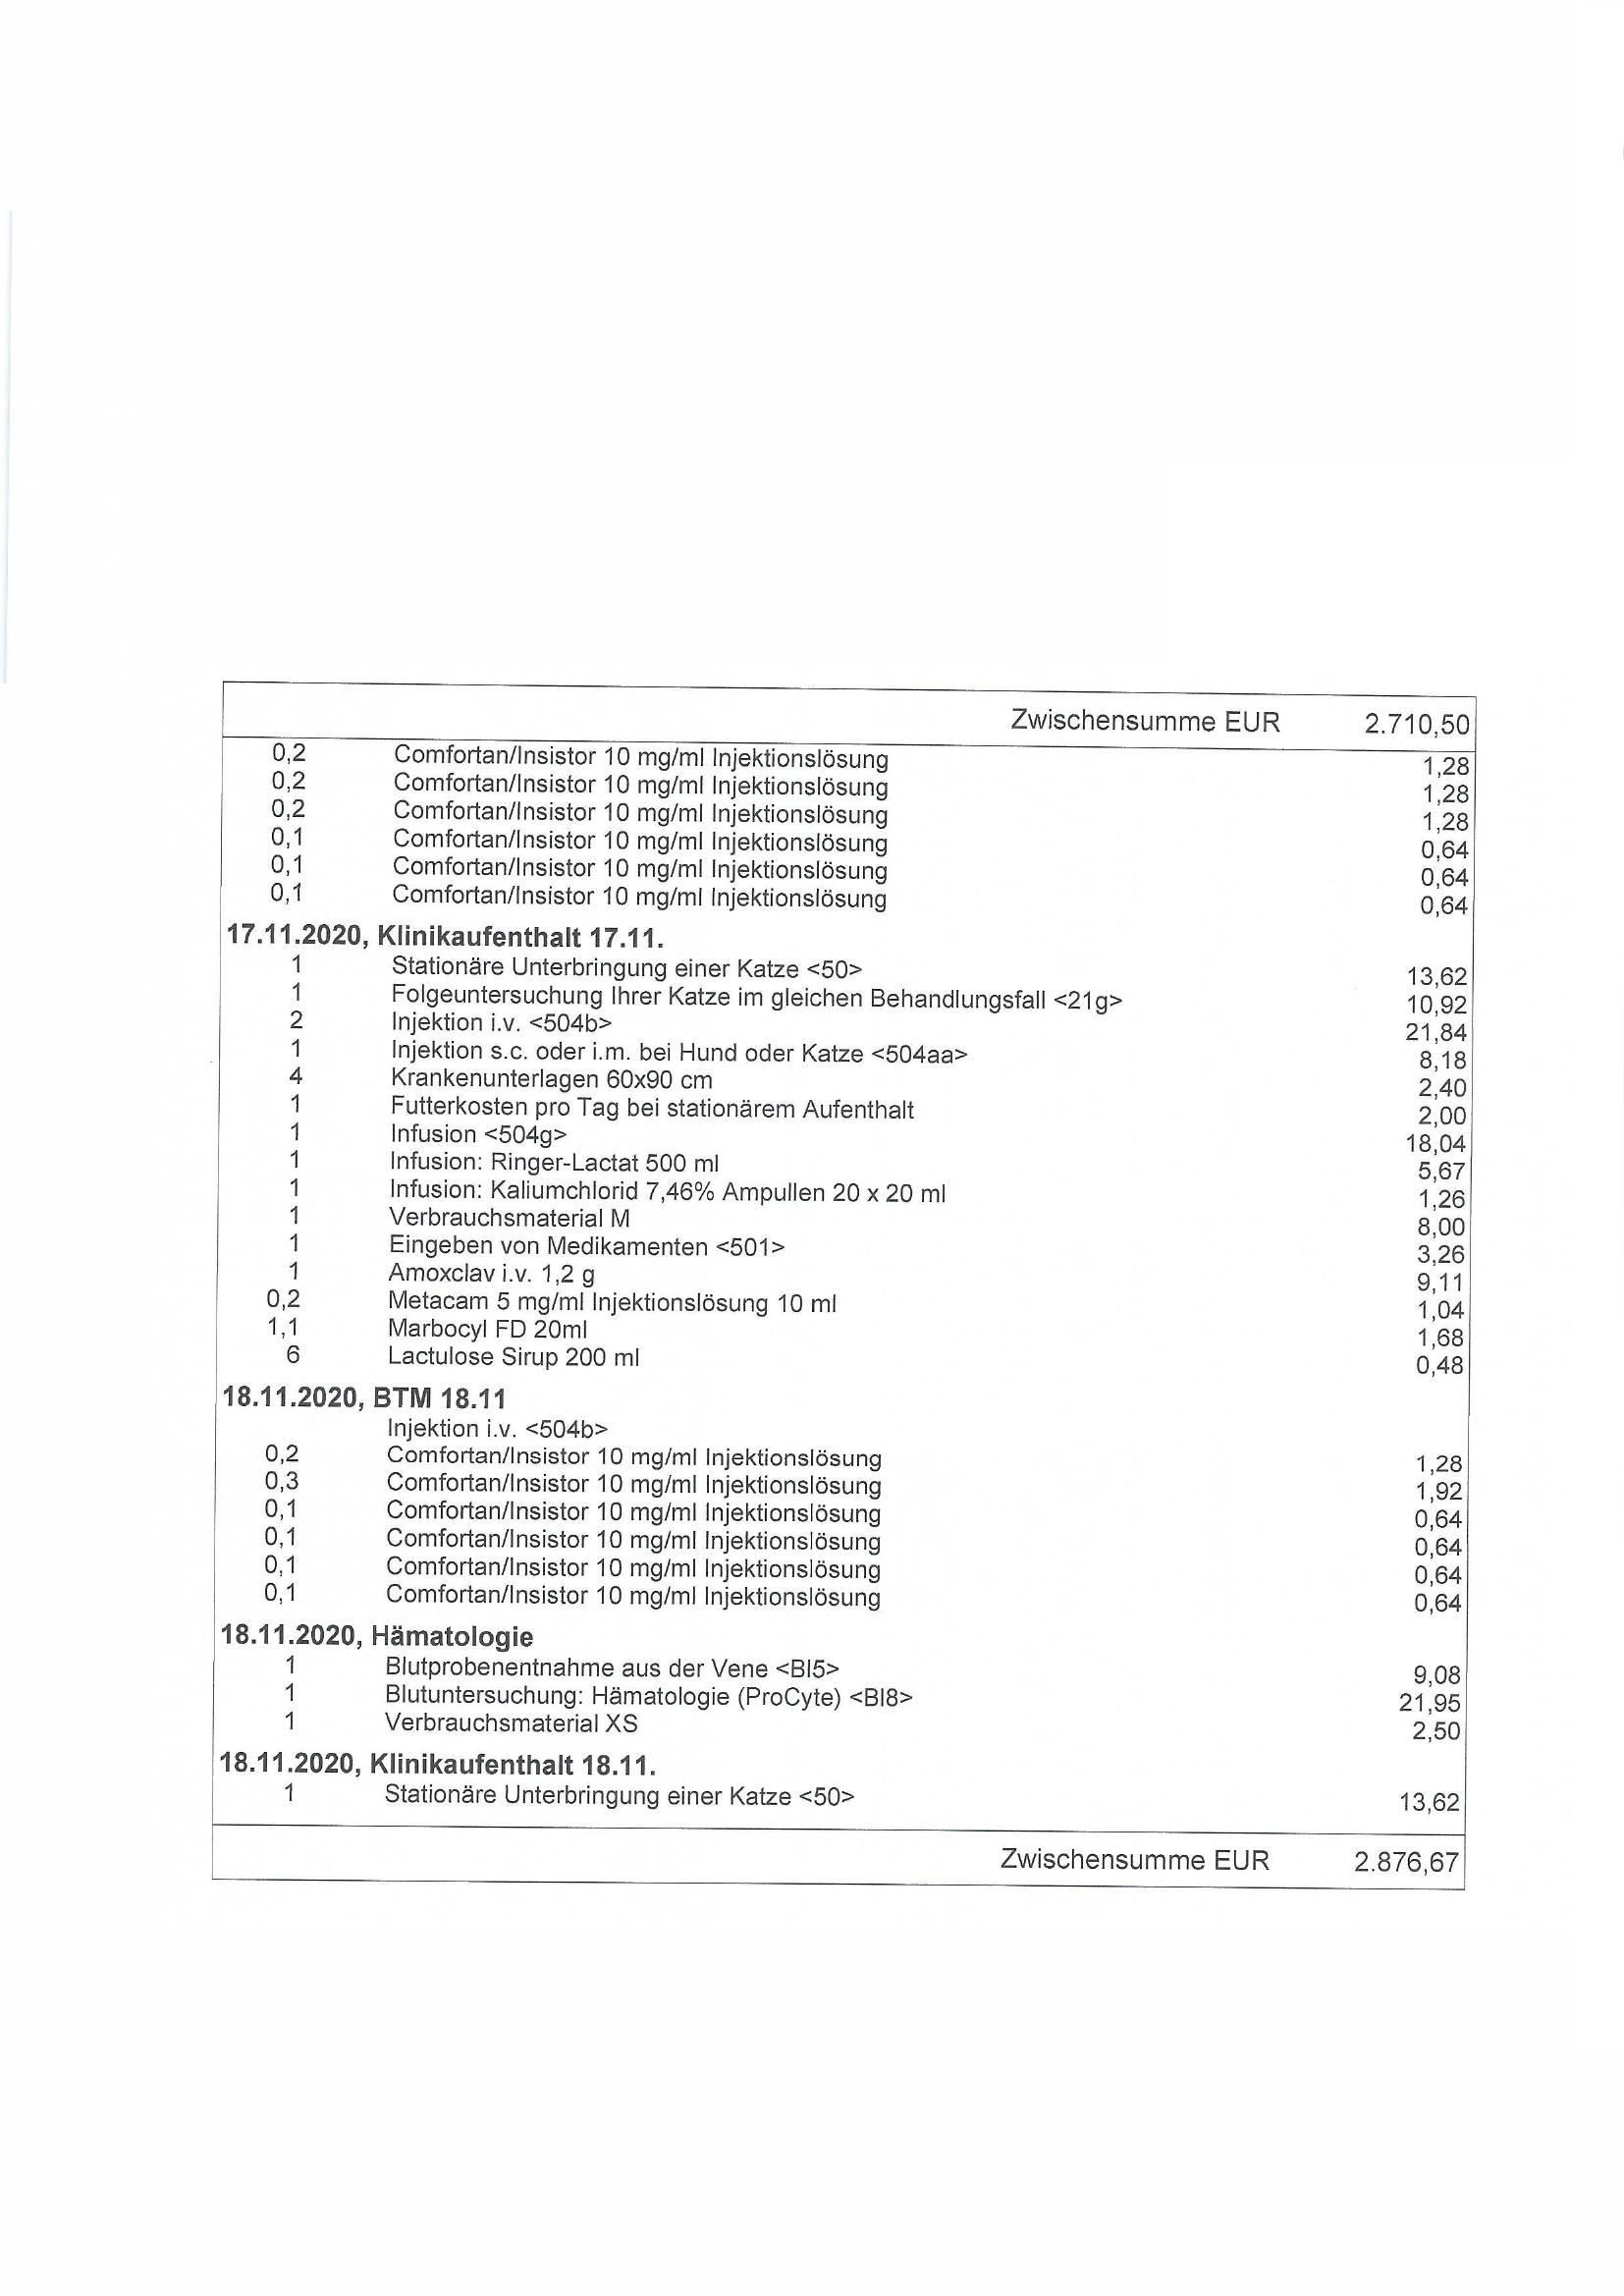 Zwischensumme EUR 2.710,50
0,2 Comfortan/Insistor 10 mg/ml Injektionslösung 1,28
0,2 Comfortan/Insistor 10 mg/ml Injektionslösung 1,28
0,2 Comfortan/Insistor 10 mg/ml Injektionslösung 1,28
0,1 Comfortan/Insistor 10 mg/ml Injektionslösung 0,64
0,1 Comfortan/Insistor 10 mg/ml Injektionslösung 0,64
0,1 Comfortan/Insistor 10 mg/ml Injektionslösung 0,64
17.11.2020, Klinikaufenthalt 17.11.
1 Stationäre Unterbringung einer Katze <50> 13,62
1 Folgeuntersuchung Ihrer Katze im gleichen Behandlungsfall <21g> 10,92
2 Injektion i.v. <504b> 21,84
1 Injektion s.c. oder i.m. bei Hund oder Katze <504aa> 8,18
4 Krankenunterlagen 60x90 cm 2,40
1 Futterkosten pro Tag bei stationärem Aufenthalt 2,00
1 Infusion <504g> 18,04
1 Infusion: Ringer-Lactat 500 ml 5,67
1 Infusion: Kaliumchlorid 7,46% Ampullen 20 x 20 ml 1,26
1 Verbrauchsmaterial M 8,00
1 Eingeben von Medikamenten <501> 3,26
1 Amoxclav i.v. 1,2 g 9,11
0,2 Metacam 5 mg/ml Injektionslösung 10 ml 1,04
1,1 Marbocyl FD 20ml 1,68
6 Lactulose Sirup 200 ml 0,48
18.11.2020, BTM 18.11
Injektion i.v. <504b>
0,2 Comfortan/Insistor 10 mg/ml Injektionslösung 1,28
0,3 Comfortan/Insistor 10 mg/ml Injektionslösung 1,92
0,1 Comfortan/Insistor 10 mg/ml Injektionslösung 0,64
0,1 Comfortan/Insistor 10 mg/ml Injektionslösung 0,64
0,1 Comfortan/Insistor 10 mg/ml Injektionslösung 0,64
0,1 Comfortan/Insistor 10 mg/ml Injektionslösung 0,64
18.11.2020, Hämatologie
1 Blutprobenentnahme aus der Vene <BI5> 9,08
1 Blutuntersuchung: Hämatologie (ProCyte) <BI8> 21,95
1 Verbrauchsmaterial XS 2,50
18.11.2020, Klinikaufenthalt 18.11.
1 Stationäre Unterbringung einer Katze <50> 13,62
Zwischensumme EUR 2.876,67